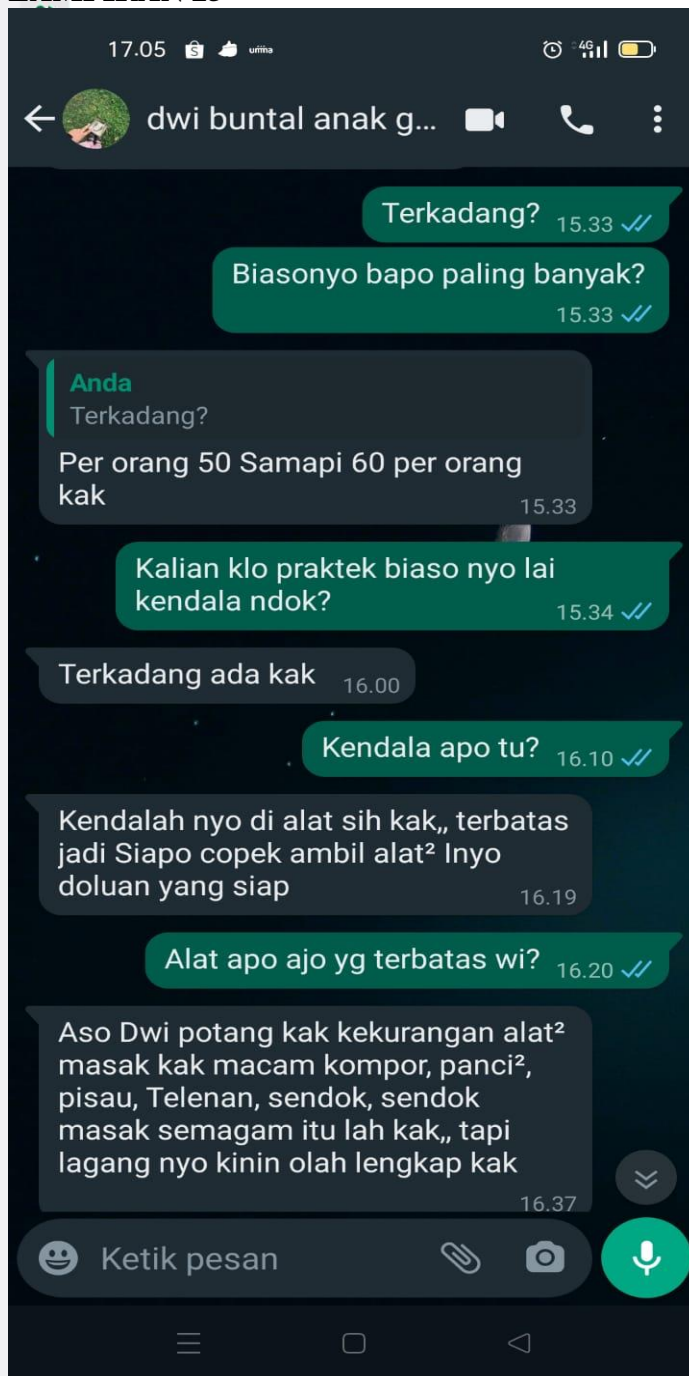 17.05
4G
dwi buntal anak g...
Terkadang? 15.33
Biasonyo bapo paling banyak?
15.33
Anda
Terkadang?
Per orang 50 Samapi 60 per orang
kak
15.33
Kalian klo praktek biaso nyo lai
kendala ndok?
15.34
Terkadang ada kak 16.00
Kendala apo tu? 16.10
Kendalah nyo di alat sih kak,, terbatas
jadi Siapo copek ambil alat² Inyo
doluan yang siap
16.19
Alat apo ajo yg terbatas wi? 16.20
Aso Dwi potang kak kekurangan alat²
masak kak macam kompor, panci²,
pisau, Telenan, sendok, sendok
masak semagam itu lah kak,, tapi
lagang nyo kinin olah lengkap kak
16.37
Ketik pesan